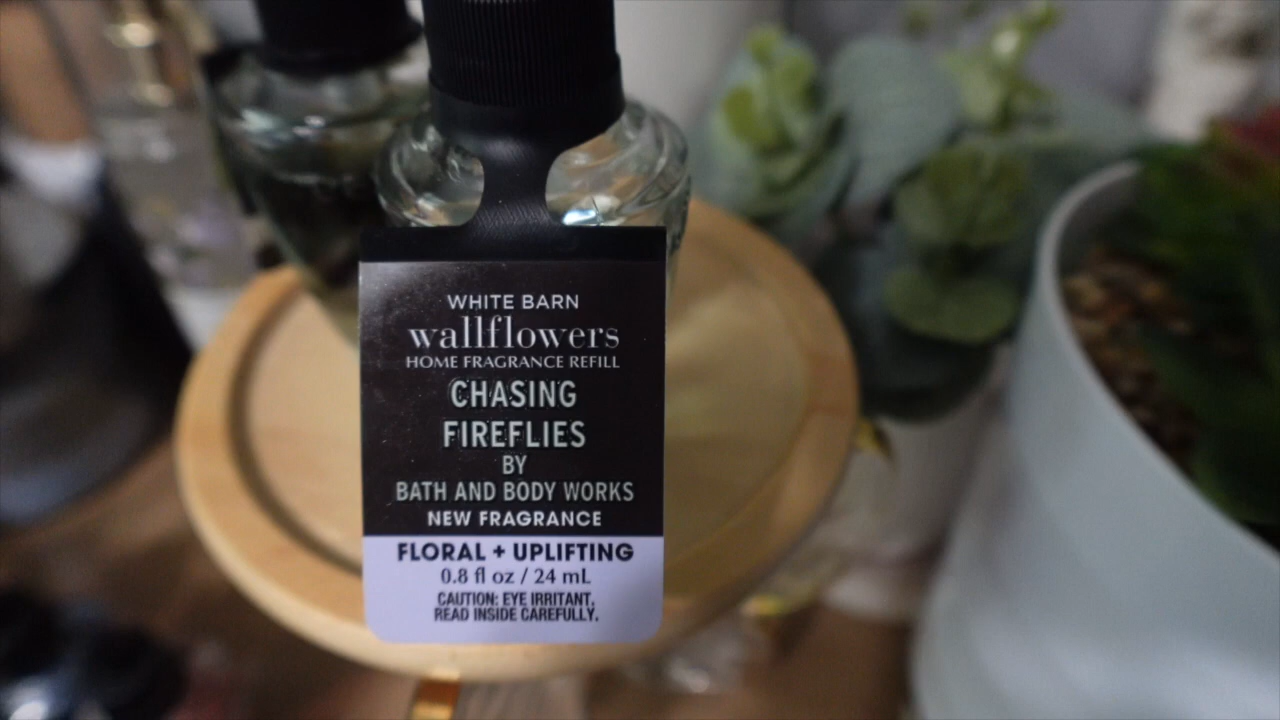 WHITE BARN
wallflowers
HOME FRAGRANCE REFILL
CHASING
FIREFLIES
BY
BATH AND BODY WORKS
NEW FRAGRANCE
FLORAL + UPLIFTING
0.8 fl oz / 24 mL
CAUTION: EYE IRRITANT,
READ INSIDE CAREFULLY.